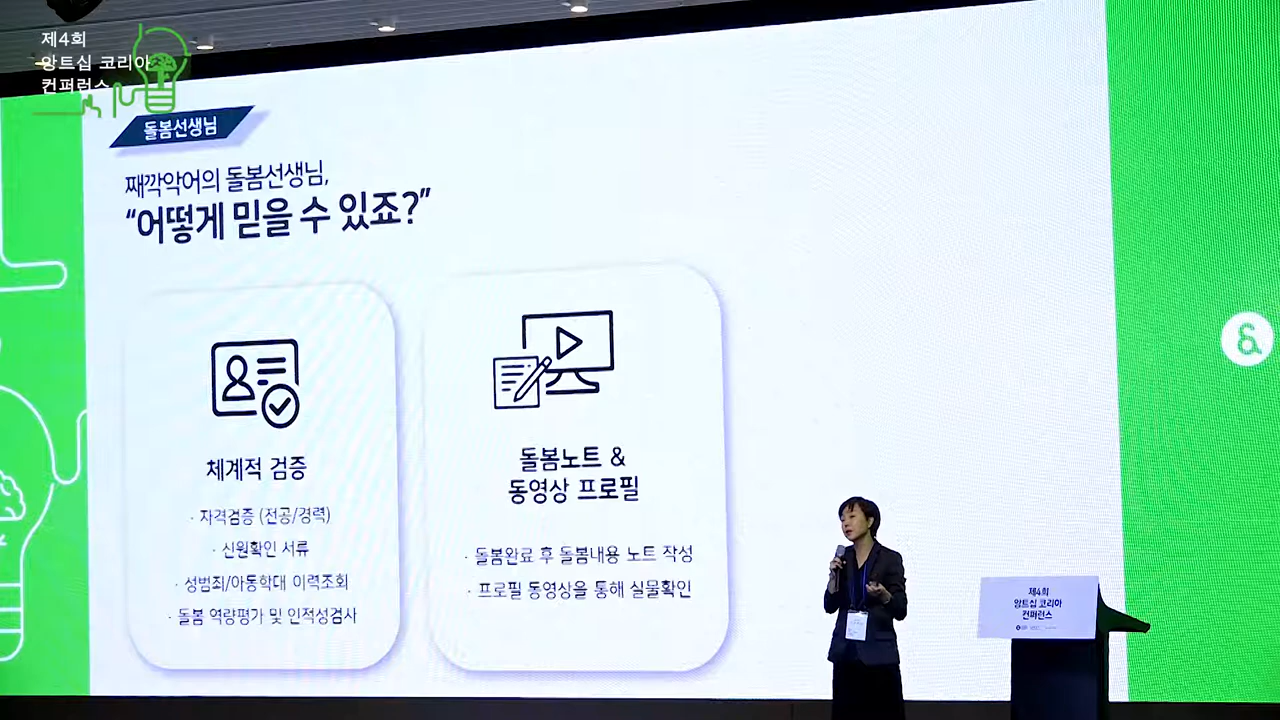 제4회
앙트십 코리아
컨퍼런스
돌봄선생님
째깍악어의 돌봄선생님,
“어떻게 믿을 수 있죠?”
체계적 검증
· 자격검증 (전공/경력)
· 신원확인 서류
· 성범죄/아동학대 이력조회
· 돌봄 역량평가 및 인적성검사
돌봄노트 &
동영상 프로필
· 돌봄완료 후 돌봄내용 노트 작성
· 프로필 동영상을 통해 실물확인
&
제4회
앙트십 코리아
컨퍼런스